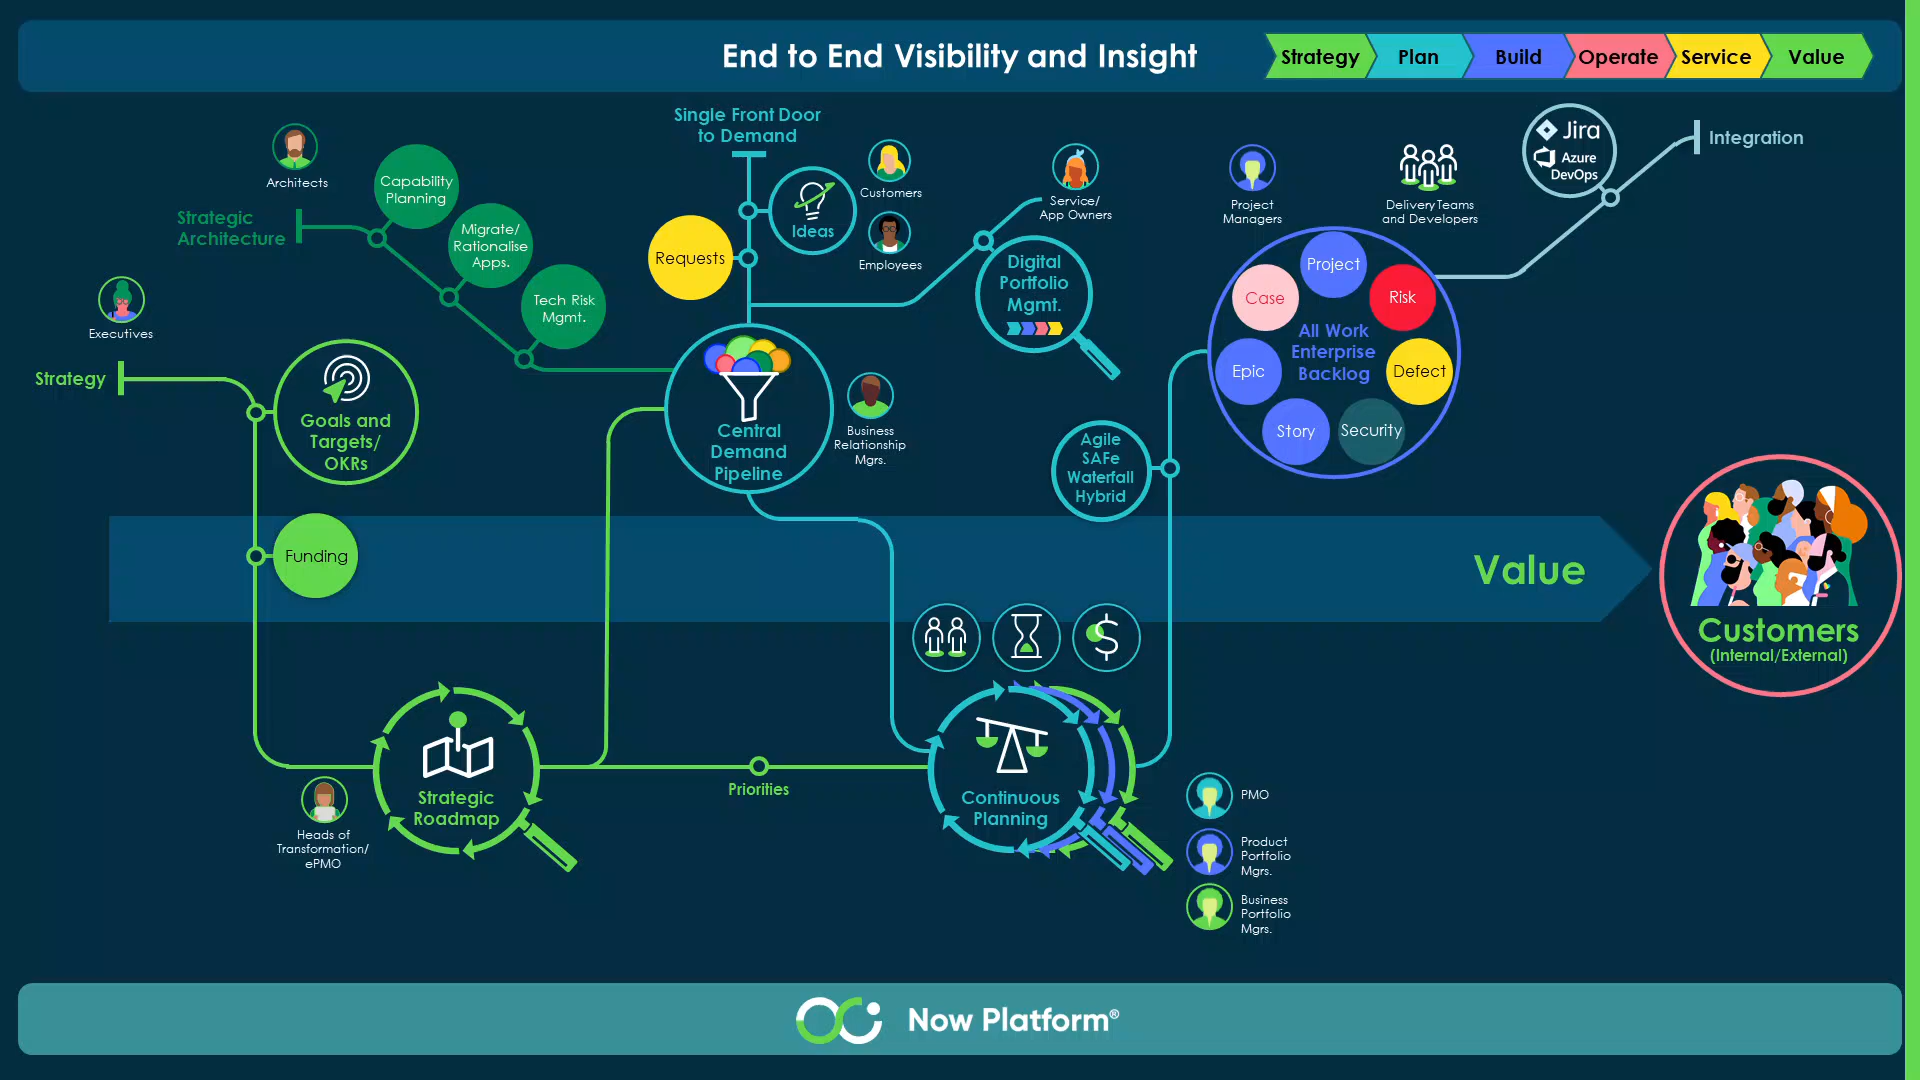 End to End Visibility and Insight
Strategy
Plan
Build
Operate
Service
Value
Single Front Door
to Demand
Architects
Capability
Planning
Strategic
Architecture
Migrate/
Rationalise
Apps.
Tech Risk
Mgmt.
Executives
Strategy
Goals and
Targets/
OKRs
Funding
Requests
Ideas
Customers
Employees
Central
Demand
Pipeline
Business
Relationship
Mgrs.
Service/
App Owners
Digital
Portfolio
Mgmt.
Project
Managers
Delivery Teams
and Developers
Jira
Azure
DevOps
Integration
Project
Case
Risk
All Work
Enterprise
Backlog
Epic
Defect
Story
Security
Agile
SAFe
Waterfall
Hybrid
Value
Customers
(Internal/External)
Strategic
Roadmap
Heads of
Transformation/
ePMO
Priorities
Continuous
Planning
PMO
Product
Portfolio
Mgrs.
Business
Portfolio
Mgrs.
Now Platform®